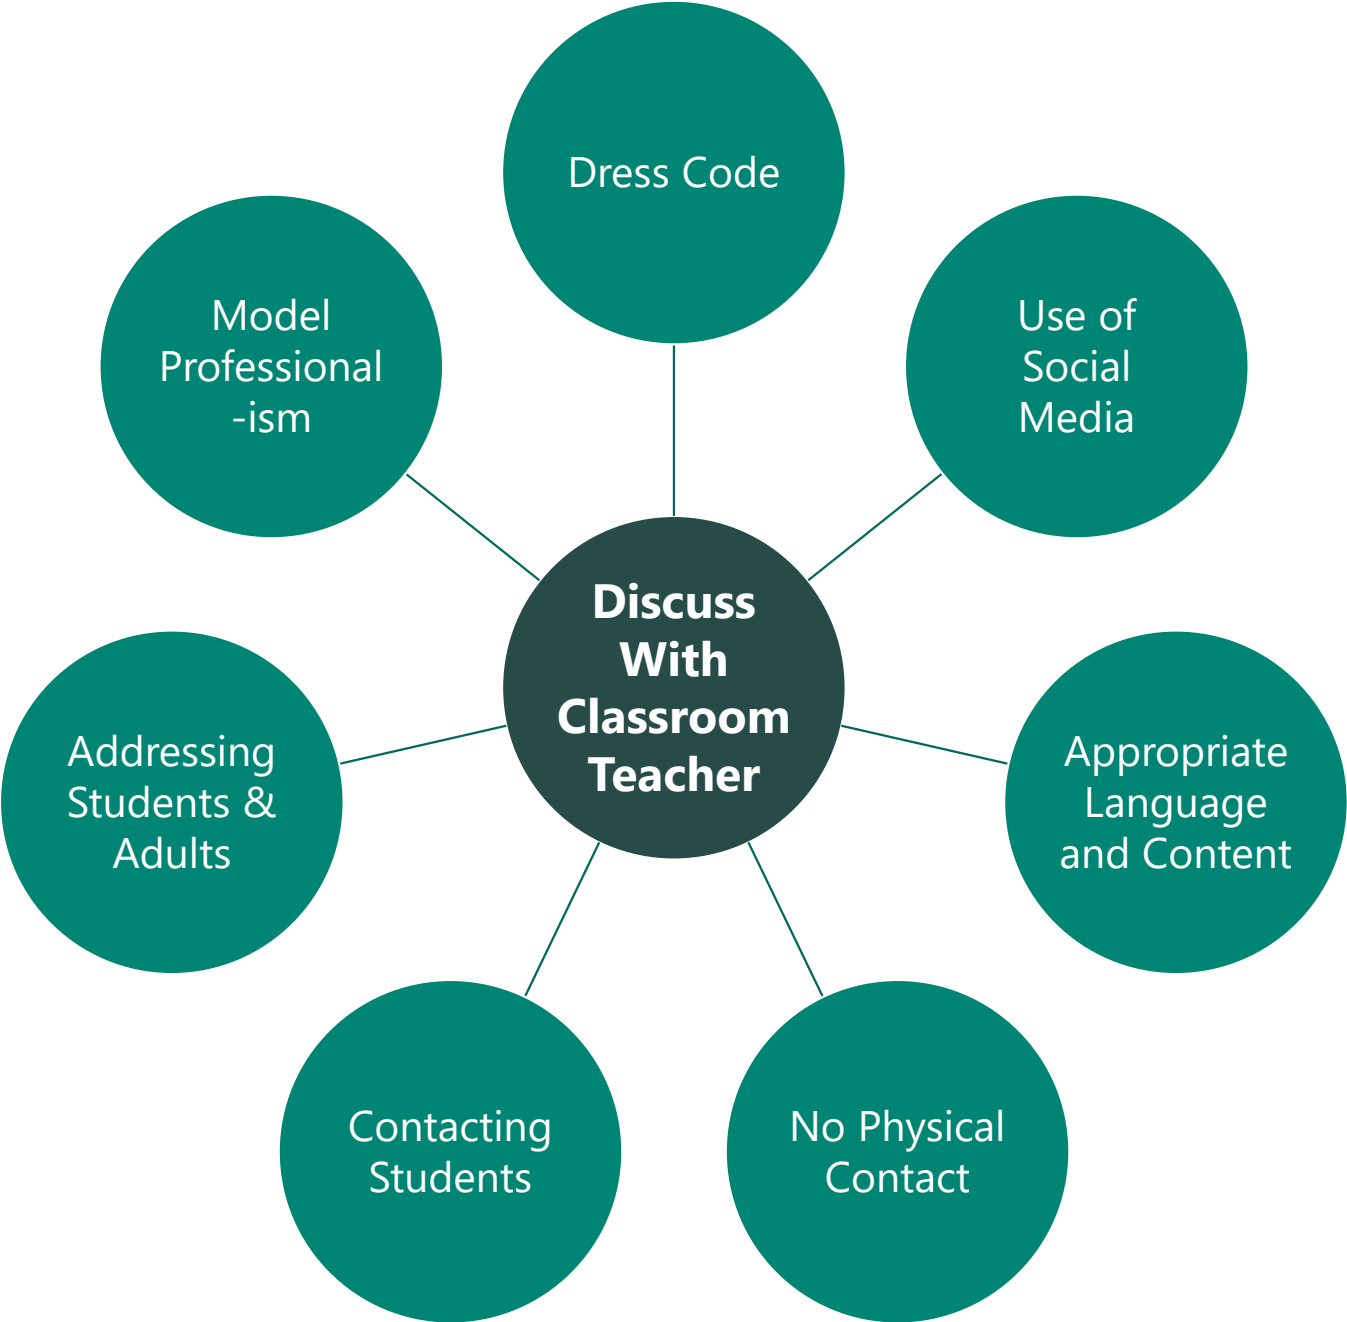 Dress Code
Use of
Social
Media
Appropriate
Language
and Content
No Physical
Contact
Contacting
Students
Addressing
Students &
Adults
Model
Professional
-ism
Discuss
With
Classroom
Teacher